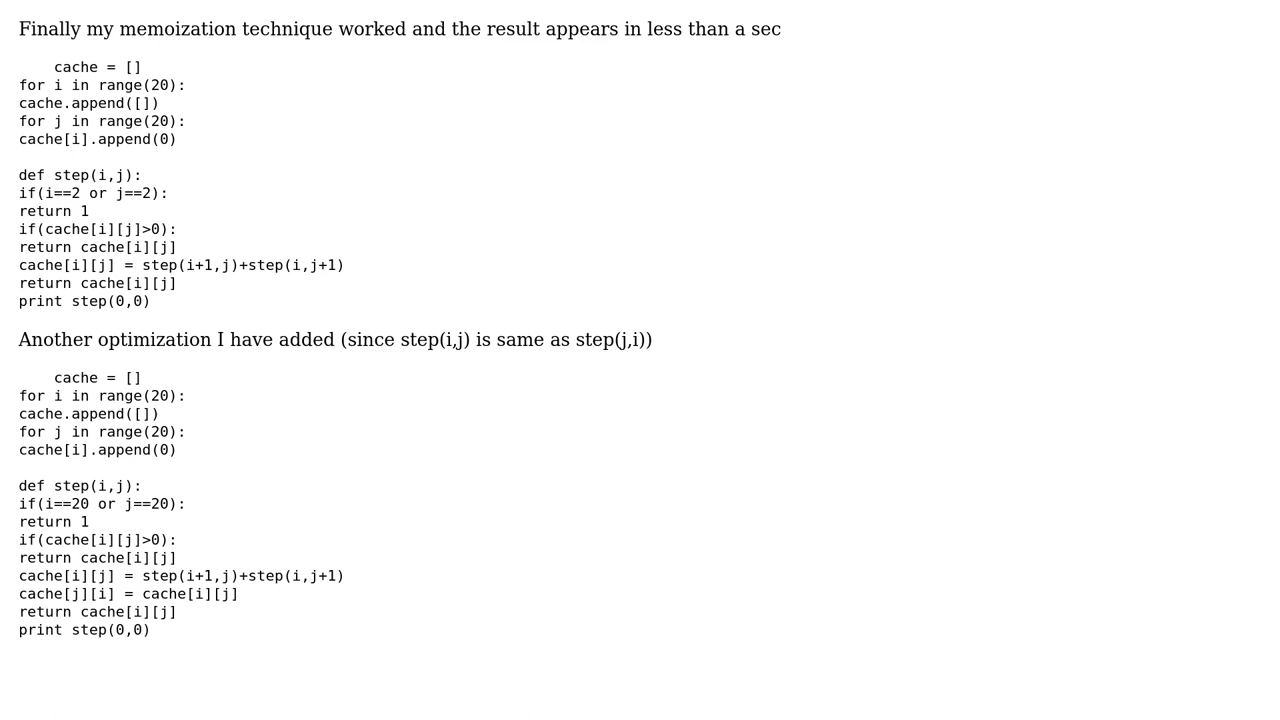 Finally my memoization technique worked and the result appears in less than a sec
cache = []
for i in range(20):
cache.append([])
for j in range(20):
cache[i].append(0)
def step(i,j):
if(i==2 or j==2):
return 1
if(cache[i][j]>0):
return cache[i][j]
cache[i][j] = step(i+1,j)+step(i,j+1)
return cache[i][j]
print step(0,0)
Another optimization I have added (since step(i,j) is same as step(j,i))
cache = []
for i in range(20):
cache.append([])
for j in range(20):
cache[i].append(0)
def step(i,j):
if(i==20 or j==20):
return 1
if(cache[i][j]>0):
return cache[i][j]
cache[i][j] = step(i+1,j)+step(i,j+1)
cache[j][i] = cache[i][j]
return cache[i][j]
print step(0,0)